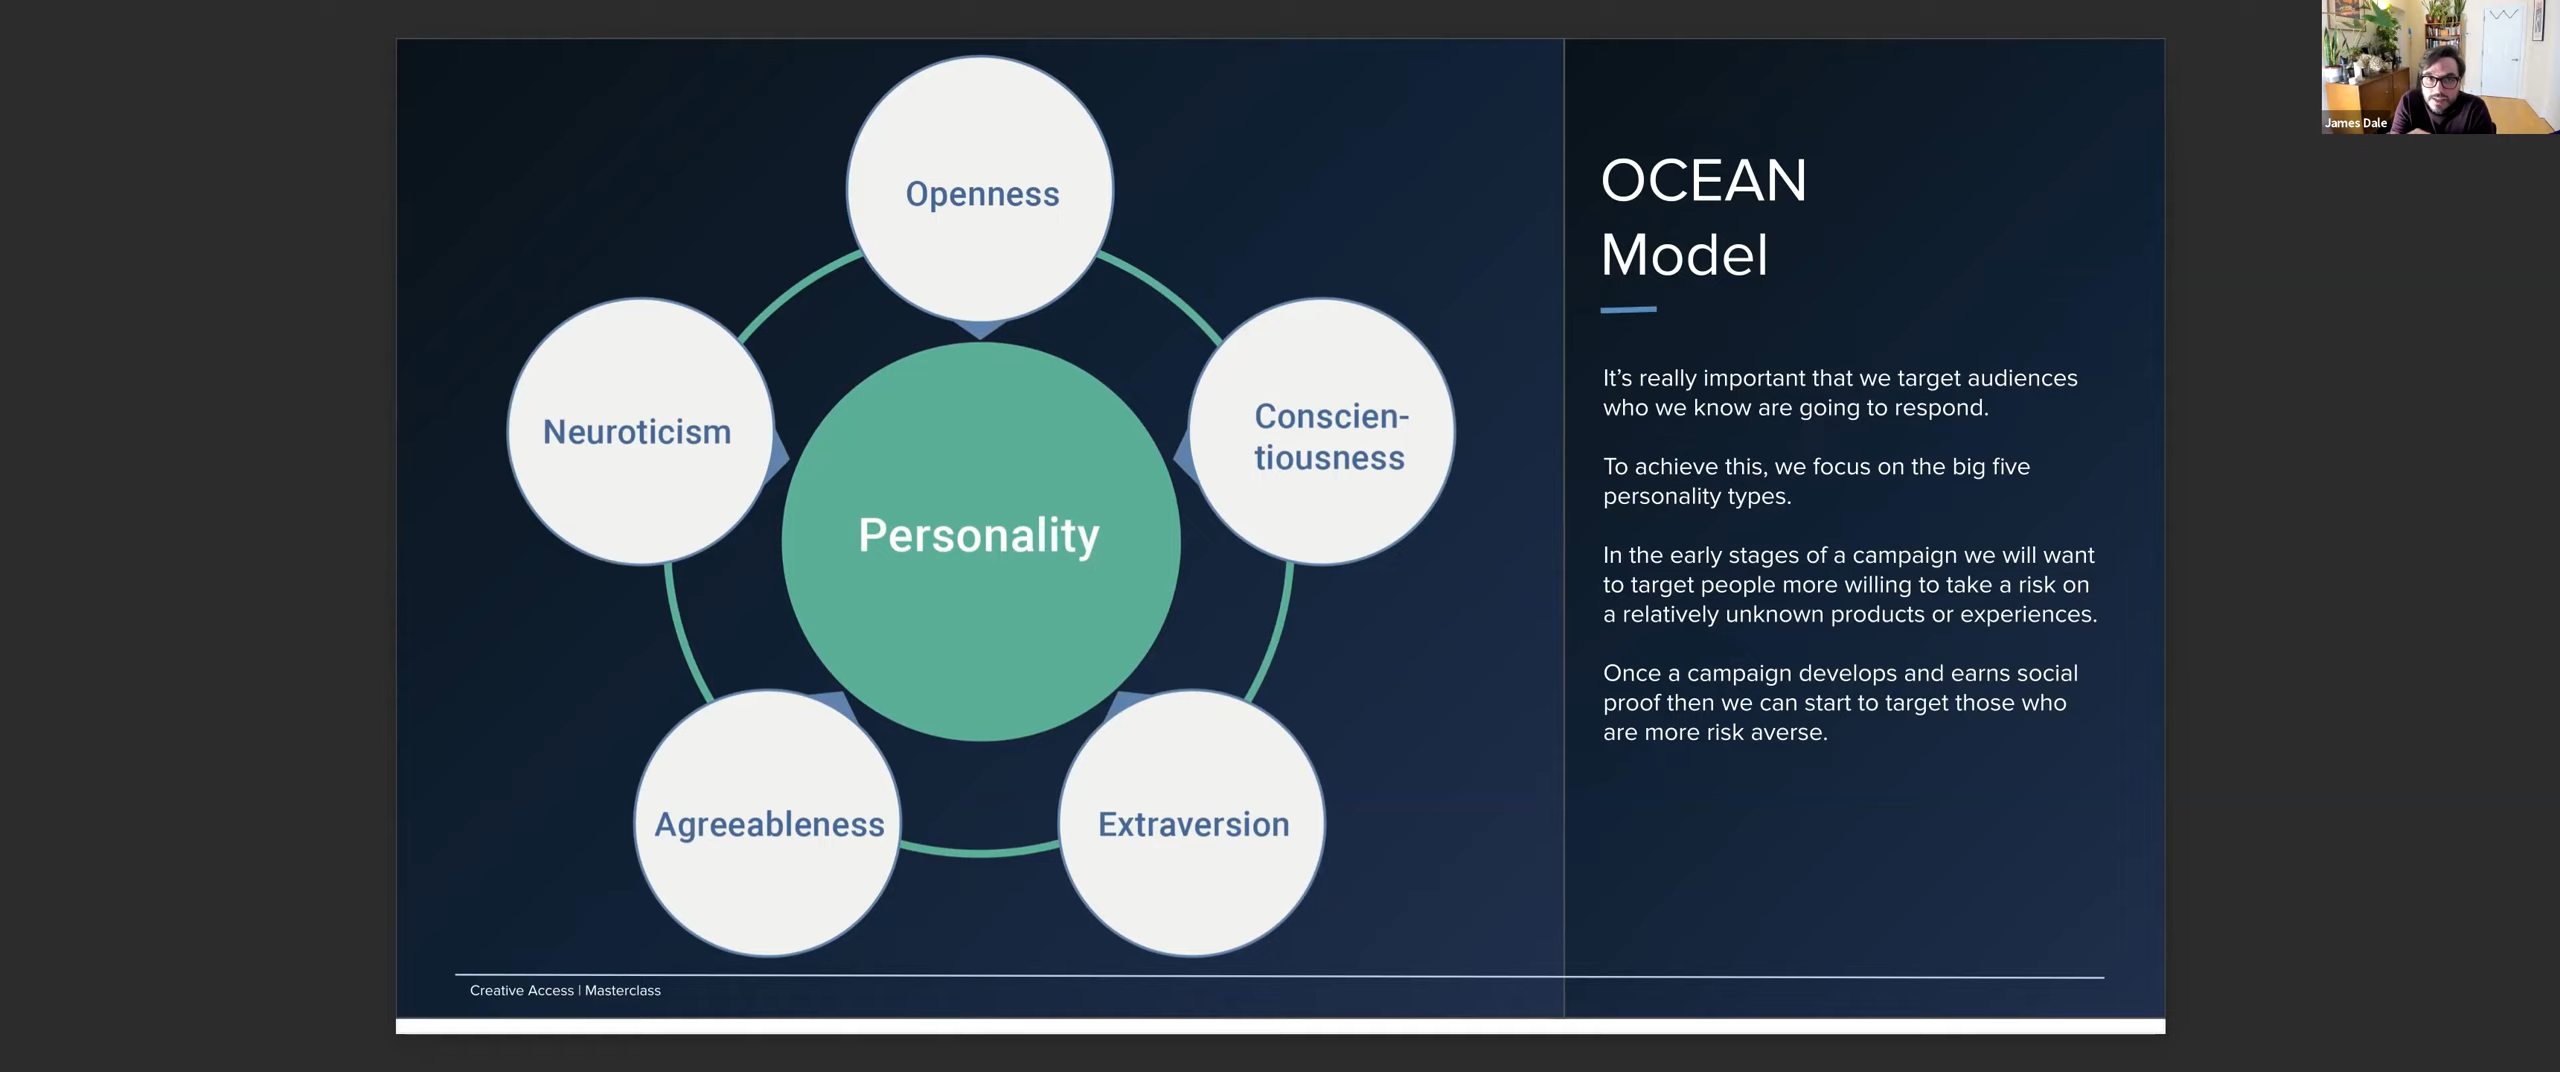 Openness
Neuroticism
Conscien-
tiousness
Personality
Agreeableness
Extraversion
OCEAN
Model
It’s really important that we target audiences
who we know are going to respond.
To achieve this, we focus on the big five
personality types.
In the early stages of a campaign we will want
to target people more willing to take a risk on
a relatively unknown products or experiences.
Once a campaign develops and earns social
proof then we can start to target those who
are more risk averse.
Creative Access | Masterclass
James Dale